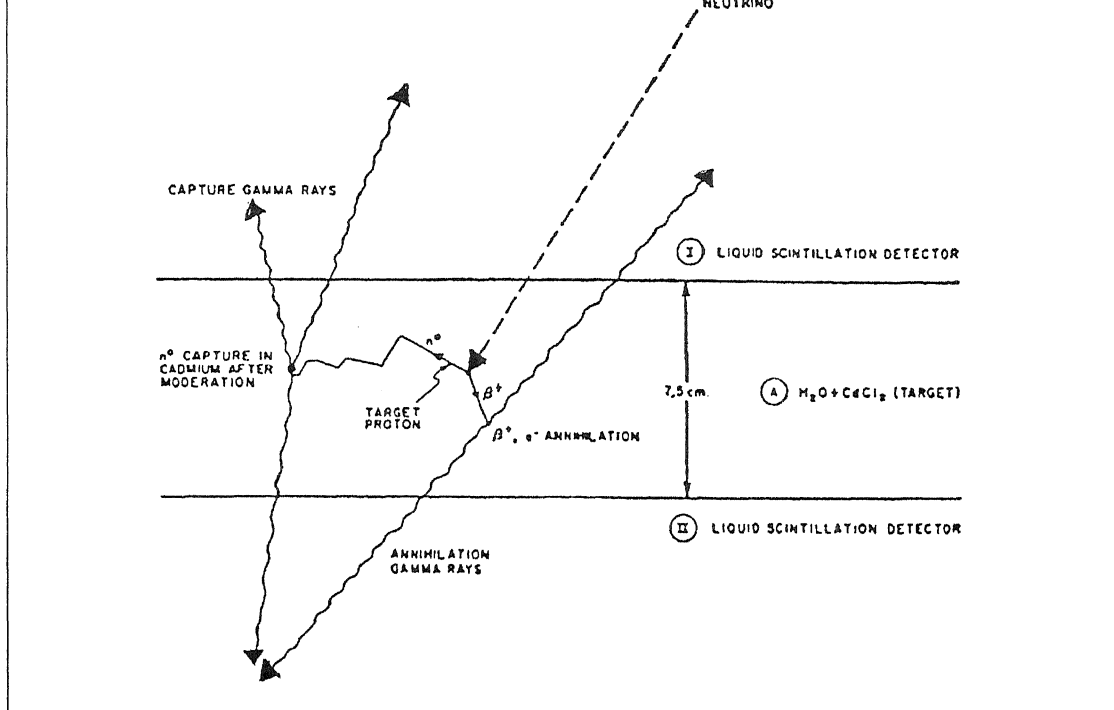 NEUTRINO
CAPTURE GAMMA RAYS
I LIQUID SCINTILLATION DETECTOR
n° CAPTURE IN
CADMIUM AFTER
MODERATION
n°
TARGET
PROTON
β⁺
β⁺, e⁻ ANNIHILATION
7,5 cm.
A H₂O + CdCl₂ (TARGET)
II LIQUID SCINTILLATION DETECTOR
ANNIHILATION
GAMMA RAYS